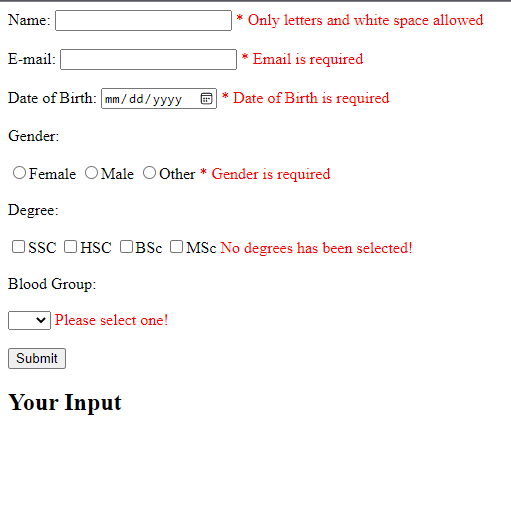 Name: * Only letters and white space allowed
E-mail: * Email is required
Date of Birth: mm/dd/yyyy * Date of Birth is required
Gender:
Female Male Other * Gender is required
Degree:
SSC HSC BSc MSc No degrees has been selected!
Blood Group:
Please select one!
Submit
Your Input